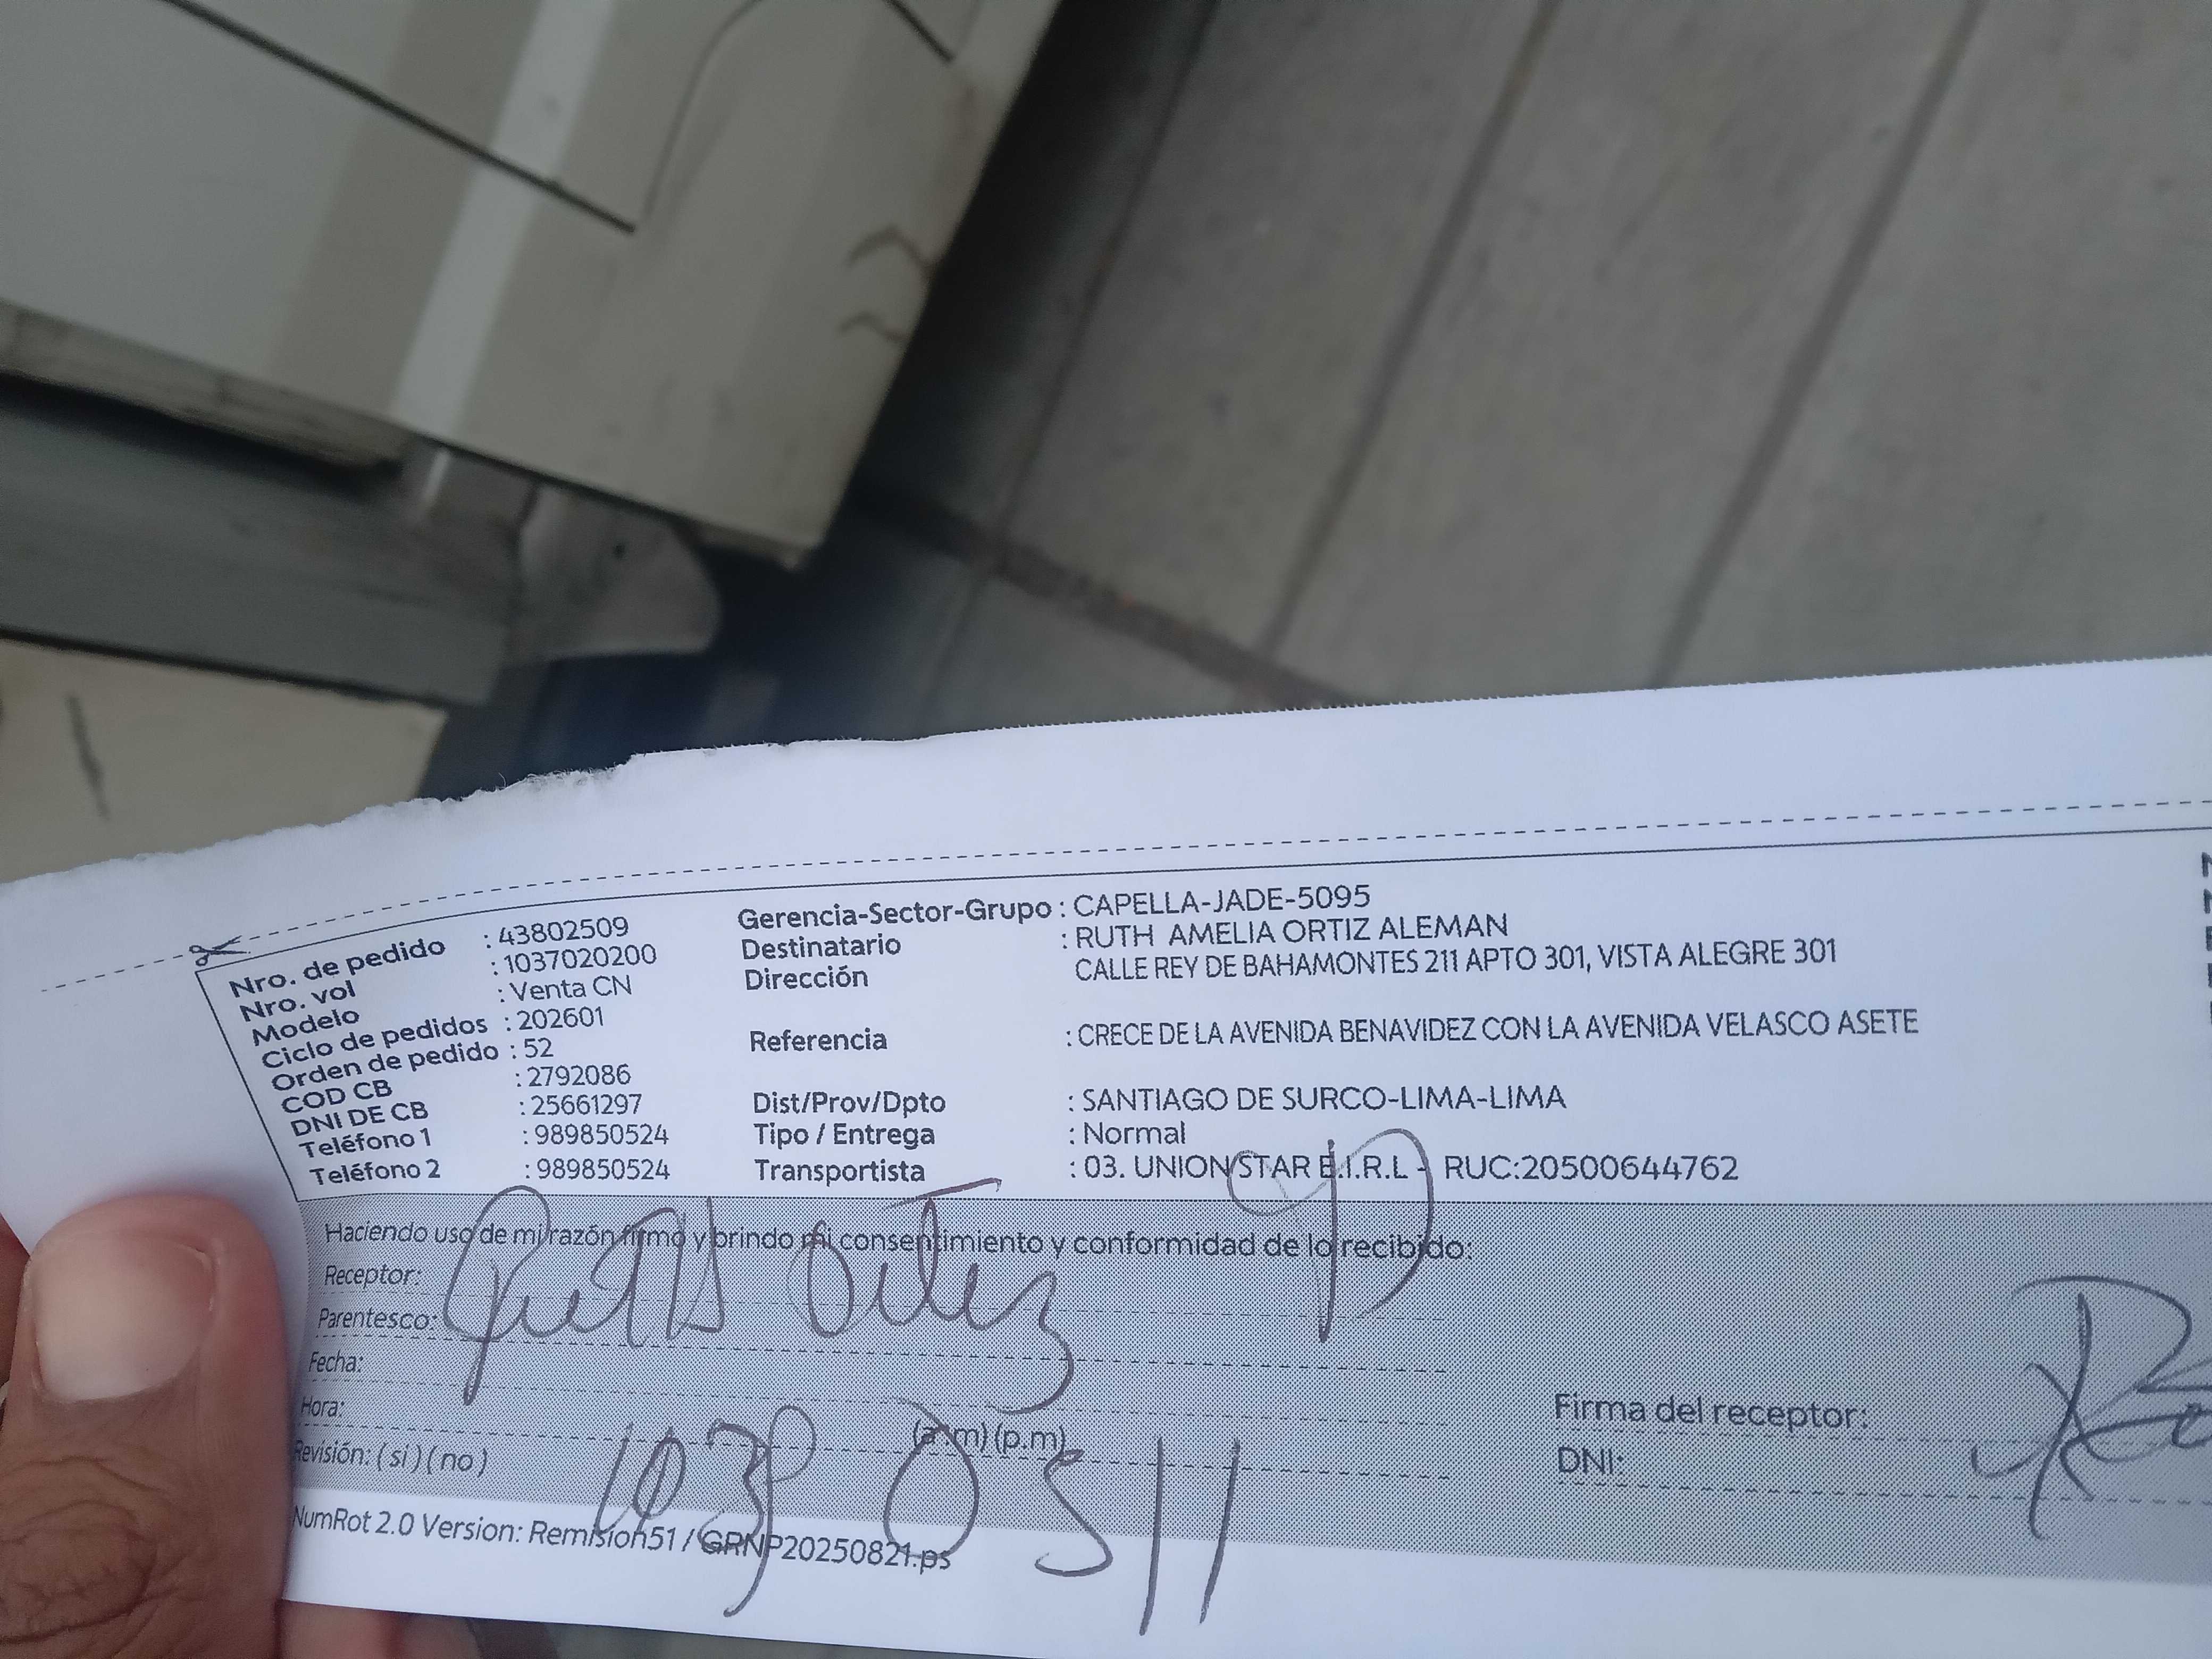 Nro. de pedido : 43802509
Nro. vol : 1037020200
Modelo : Venta CN
Ciclo de pedidos : 202601
Orden de pedido : 52
COD CB : 2792086
DNI DE CB : 25661297
Teléfono 1 : 989850524
Teléfono 2 : 989850524
Gerencia-Sector-Grupo : CAPELLA-JADE-5095
Destinatario : RUTH AMELIA ORTIZ ALEMAN
Dirección CALLE REY DE BAHAMONTES 211 APTO 301, VISTA ALEGRE 301
Referencia : CRECE DE LA AVENIDA BENAVIDEZ CON LA AVENIDA VELASCO ASETE
Dist/Prov/Dpto : SANTIAGO DE SURCO-LIMA-LIMA
Tipo / Entrega : Normal
Transportista : 03. UNION STAR E.I.R.L - RUC:20500644762
Haciendo uso de mi razón firmo y brindo mi consentimiento y conformidad de lo recibido:
Receptor: Ruth Ortiz
Parentesco:
Fecha:
Hora: (a.m) (p.m)
Revisión: ( si ) ( no )
Firma del receptor:
DNI:
NumRot 2.0 Version: Remision51 / GRNP20250821.ps